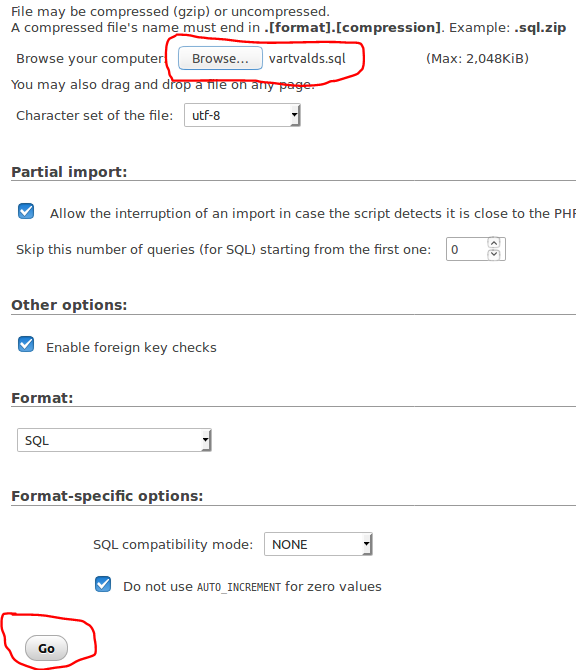 File may be compressed (gzip) or uncompressed.
A compressed file's name must end in .[format].[compression]. Example: .sql.zip
Browse your computer: Browse... vartvalds.sql (Max: 2,048KiB)
You may also drag and drop a file on any page.
Character set of the file: utf-8
Partial import:
Allow the interruption of an import in case the script detects it is close to the PHP
Skip this number of queries (for SQL) starting from the first one: 0
Other options:
Enable foreign key checks
Format:
SQL
Format-specific options:
SQL compatibility mode: NONE
Do not use AUTO_INCREMENT for zero values
Go